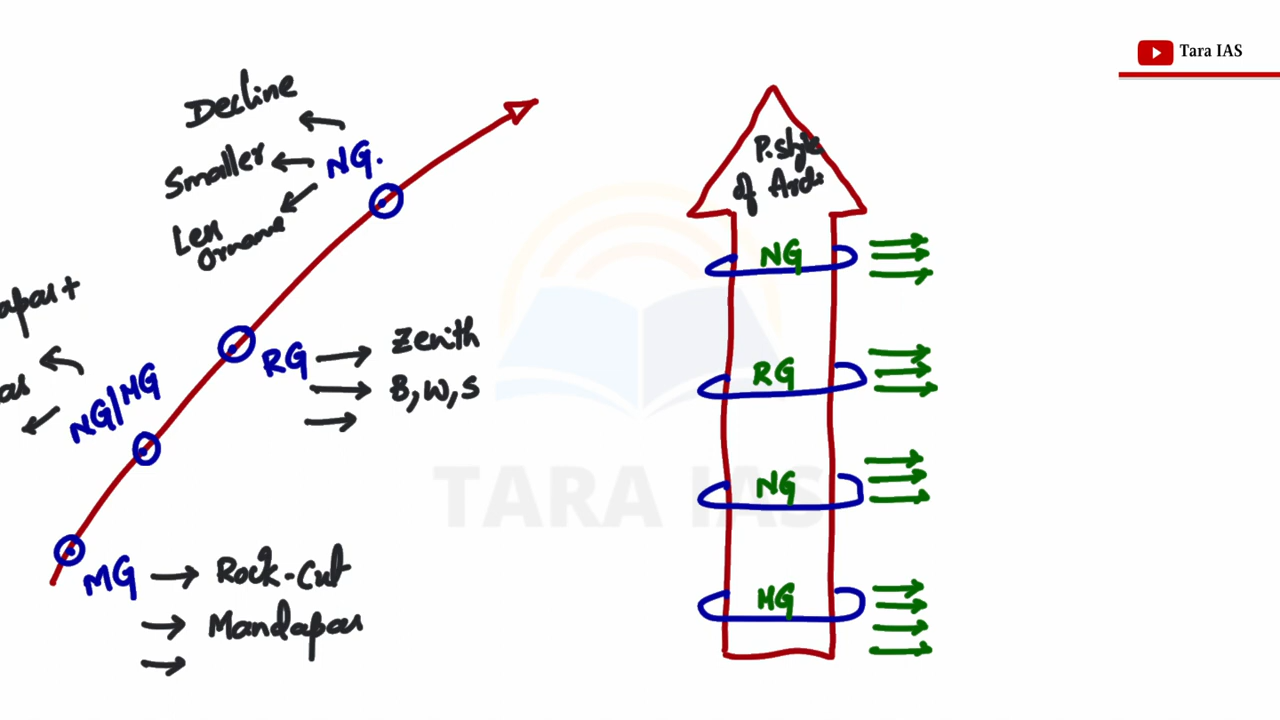 Tara IAS
Decline
Smaller
NG.
Less
Zenith
RG
B, W, S
NG/MG
MG
Rock-Cut
Mandapas
P. Style
of Arch.
NG
RG
NG
MG
TARA IAS